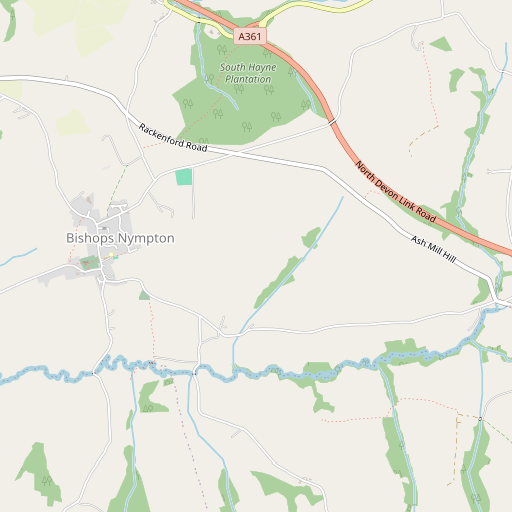 A361
South Hayne
Plantation
Rackenford Road
North Devon Link Road
Bishops Nympton
Ash Mill Hill